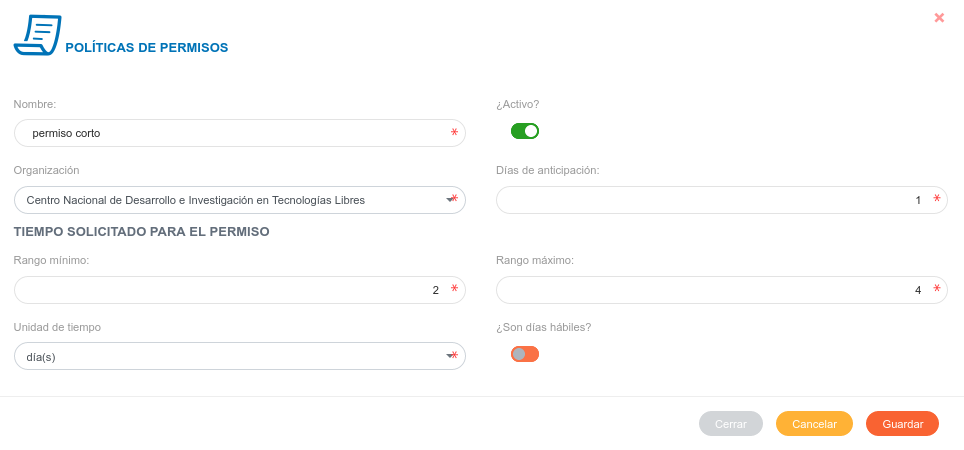 POLÍTICAS DE PERMISOS
Nombre:
¿Activo?
permiso corto *
Organización
Días de anticipación:
Centro Nacional de Desarrollo e Investigación en Tecnologías Libres *
1 *
TIEMPO SOLICITADO PARA EL PERMISO
Rango mínimo:
Rango máximo:
2 *
4 *
Unidad de tiempo
¿Son días hábiles?
día(s) *
Cerrar
Cancelar
Guardar